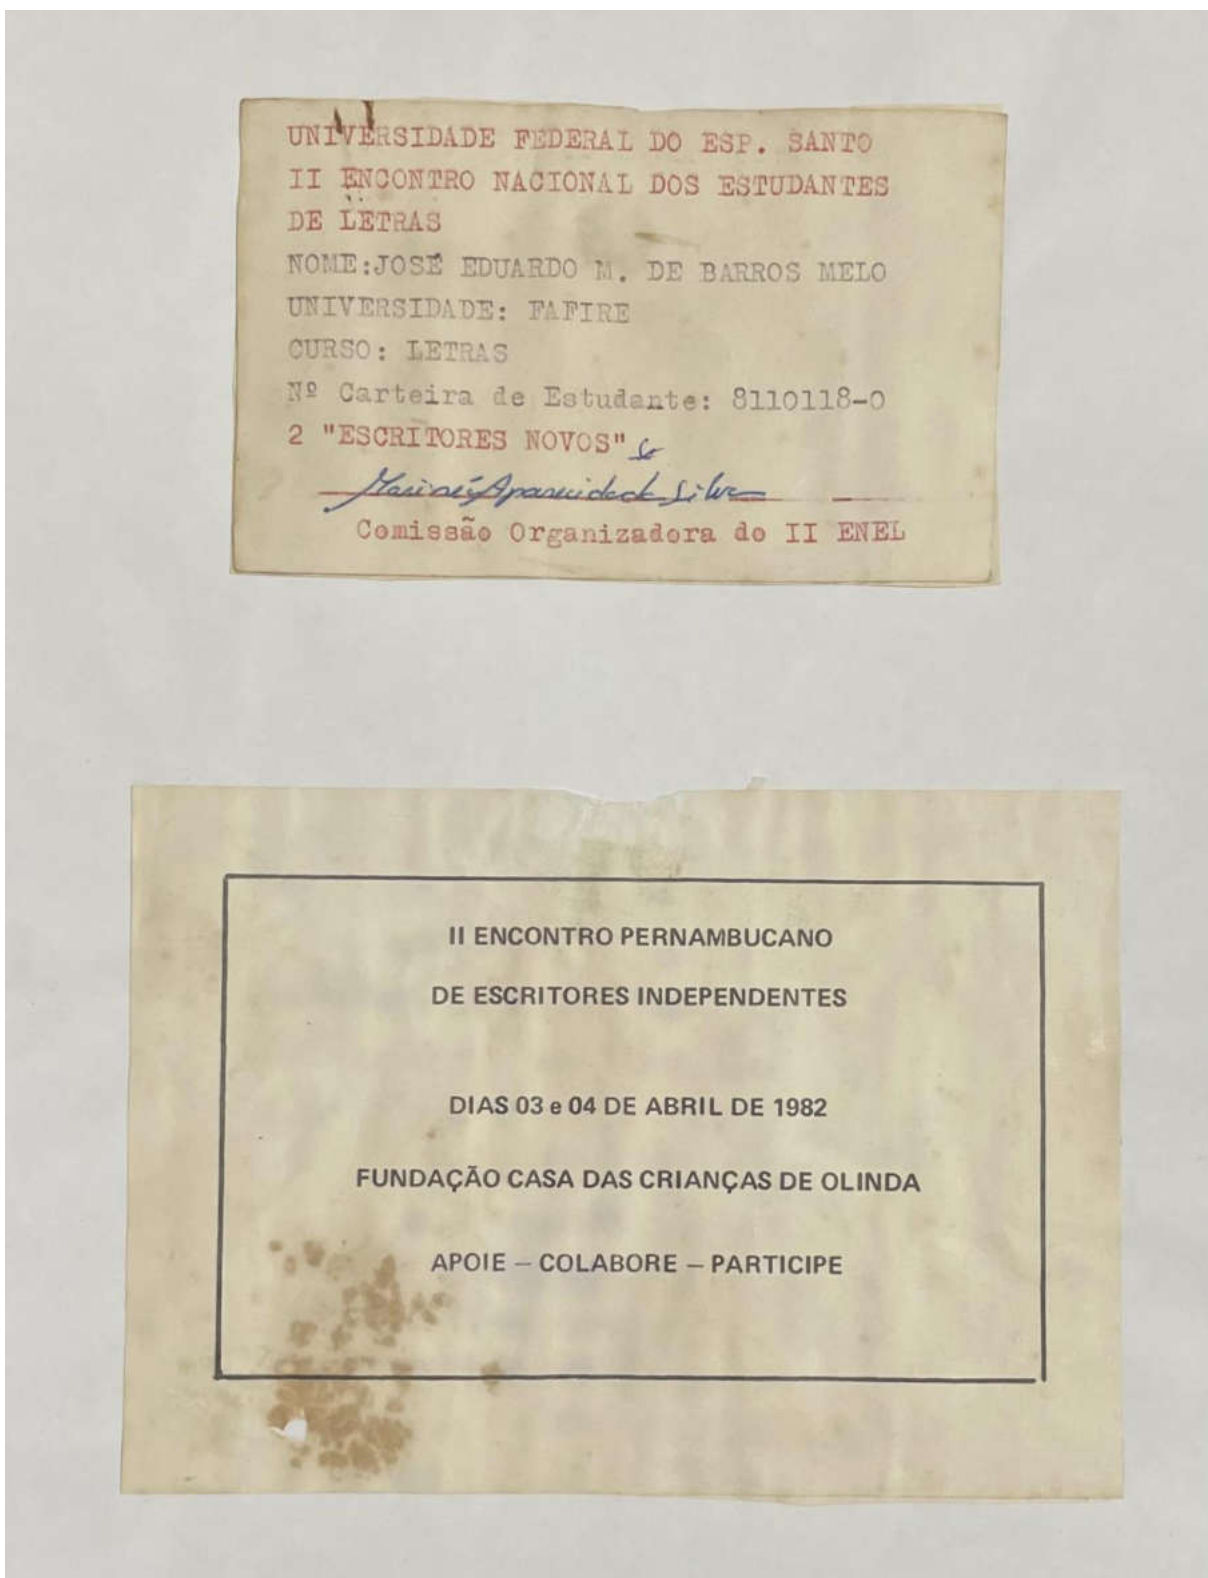 UNIVERSIDADE FEDERAL DO ESP. SANTO
II ENCONTRO NACIONAL DOS ESTUDANTES
DE LETRAS
NOME:JOSÉ EDUARDO M. DE BARROS MELO
UNIVERSIDADE: FAFIRE
CURSO: LETRAS
Nº Carteira de Estudante: 8110118-0
2 "ESCRITORES NOVOS"
Aparecida da Silva
Comissão Organizadora do II ENEL
II ENCONTRO PERNAMBUCANO
DE ESCRITORES INDEPENDENTES
DIAS 03 e 04 DE ABRIL DE 1982
FUNDAÇÃO CASA DAS CRIANÇAS DE OLINDA
APOIE – COLABORE – PARTICIPE